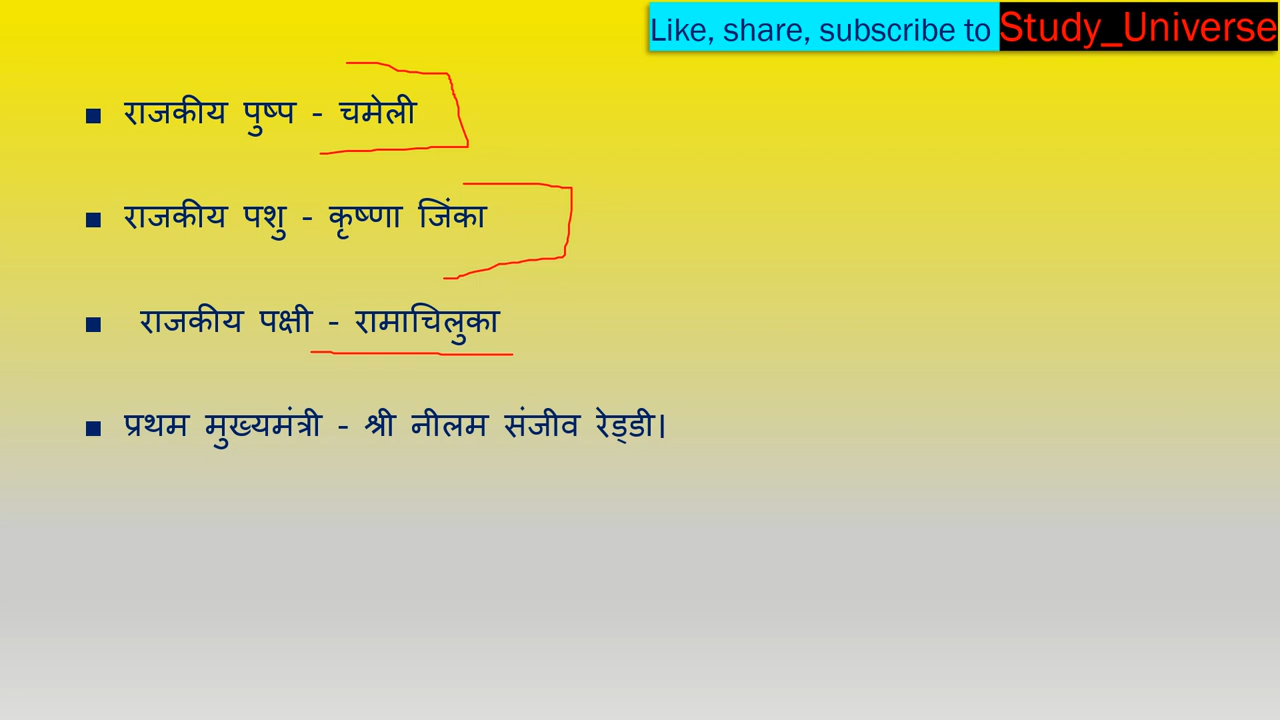 Like, share, subscribe to Study_Universe
▪ राजकीय पुष्प - चमेली
▪ राजकीय पशु - कृष्णा जिंका
▪ राजकीय पक्षी - रामाचिलुका
▪ प्रथम मुख्यमंत्री - श्री नीलम संजीव रेड्डी।